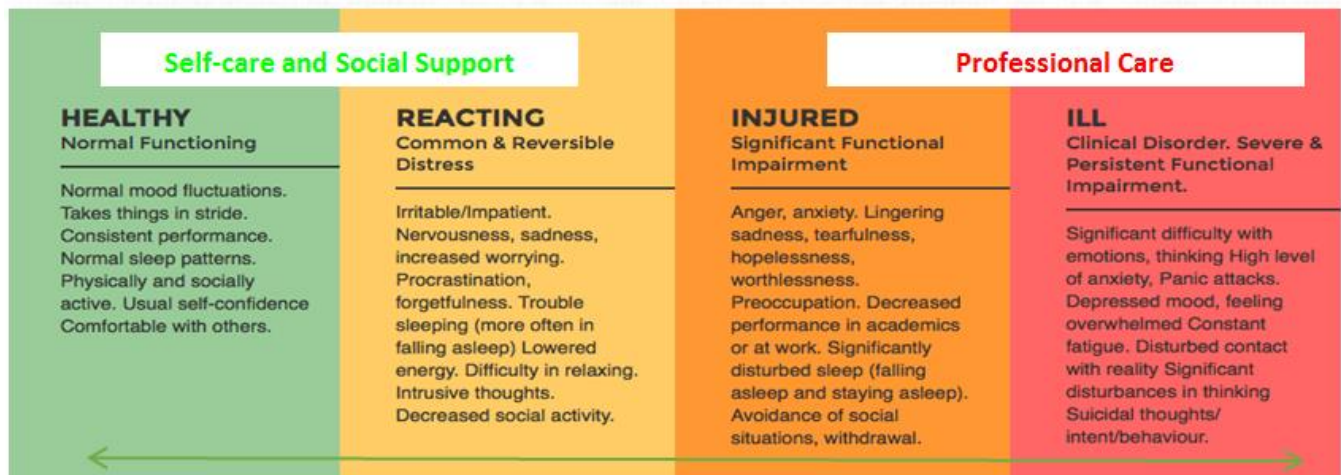 Self-care and Social Support
Professional Care
HEALTHY
Normal Functioning
Normal mood fluctuations.
Takes things in stride.
Consistent performance.
Normal sleep patterns.
Physically and socially
active. Usual self-confidence
Comfortable with others.
REACTING
Common & Reversible
Distress
Irritable/Impatient.
Nervousness, sadness,
increased worrying.
Procrastination,
forgetfulness. Trouble
sleeping (more often in
falling asleep) Lowered
energy. Difficulty in relaxing.
Intrusive thoughts.
Decreased social activity.
INJURED
Significant Functional
Impairment
Anger, anxiety. Lingering
sadness, tearfulness,
hopelessness,
worthlessness.
Preoccupation. Decreased
performance in academics
or at work. Significantly
disturbed sleep (falling
asleep and staying asleep).
Avoidance of social
situations, withdrawal.
ILL
Clinical Disorder. Severe &
Persistent Functional
Impairment.
Significant difficulty with
emotions, thinking High level
of anxiety, Panic attacks.
Depressed mood, feeling
overwhelmed Constant
fatigue. Disturbed contact
with reality Significant
disturbances in thinking
Suicidal thoughts/
intent/behaviour.